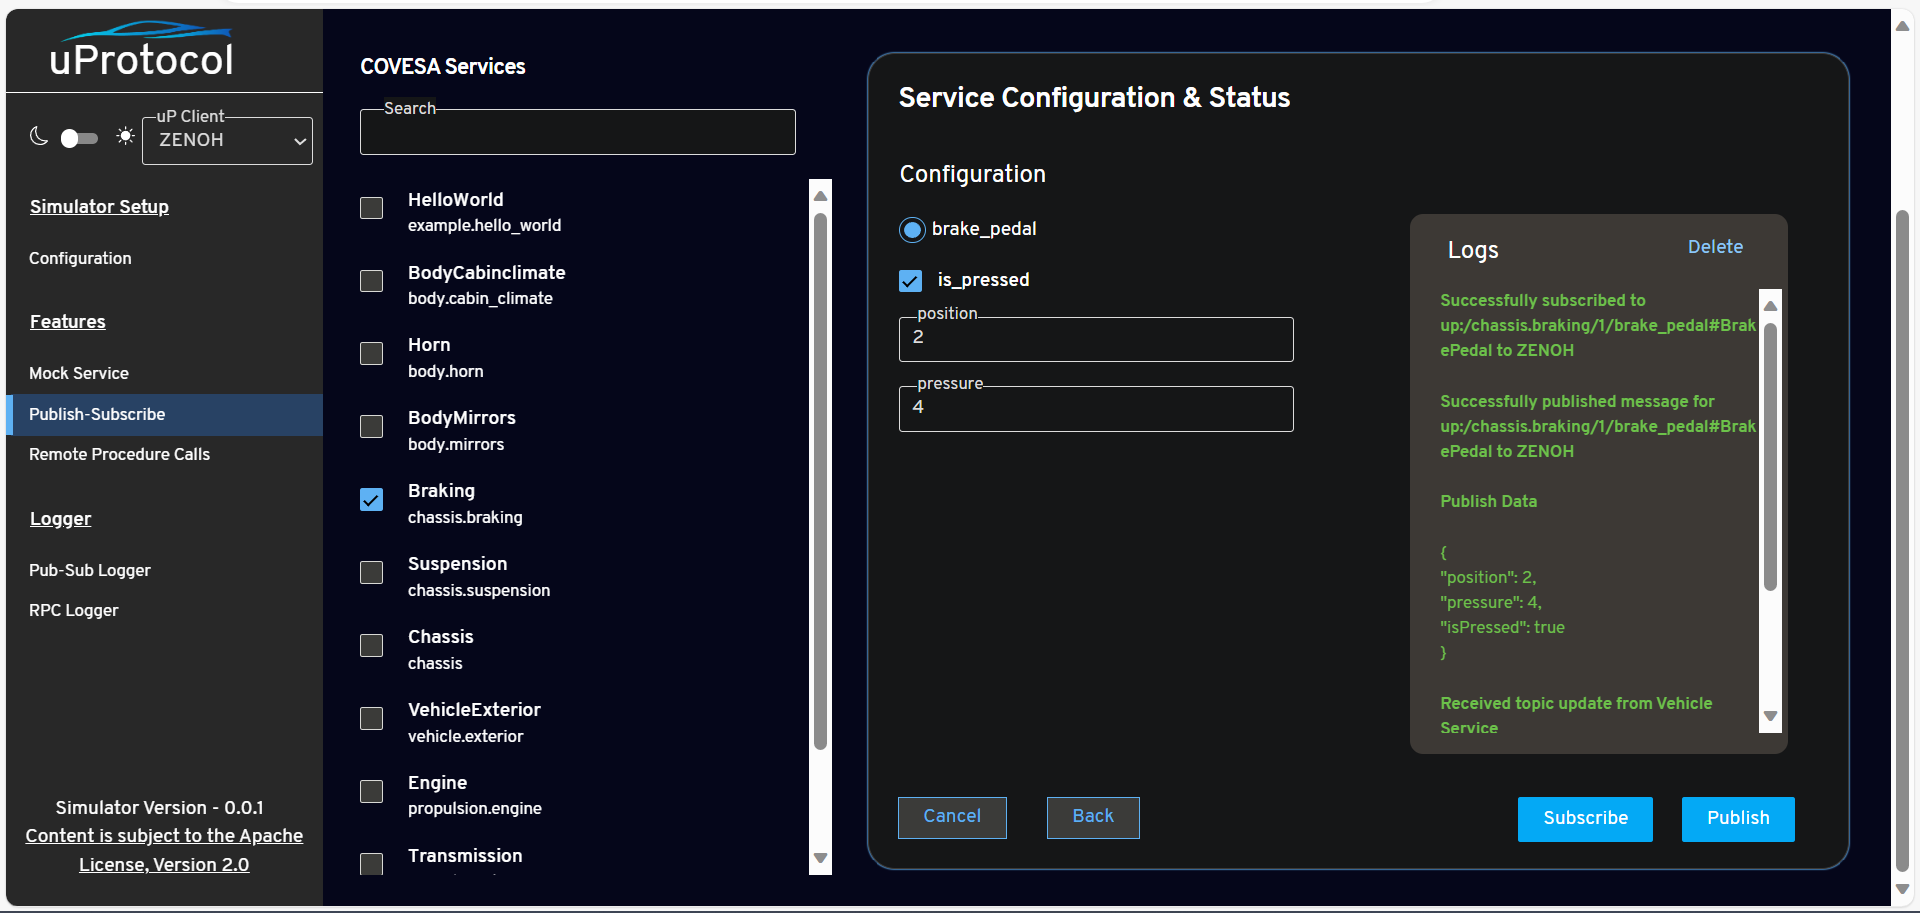 uProtocol
uP Client
ZENOH
Simulator Setup
Configuration
Features
Mock Service
Publish-Subscribe
Remote Procedure Calls
Logger
Pub-Sub Logger
RPC Logger
Simulator Version - 0.0.1
Content is subject to the Apache
License, Version 2.0
COVESA Services
Search
HelloWorld
example.hello_world
BodyCabinclimate
body.cabin_climate
Horn
body.horn
BodyMirrors
body.mirrors
Braking
chassis.braking
Suspension
chassis.suspension
Chassis
chassis
VehicleExterior
vehicle.exterior
Engine
propulsion.engine
Transmission
Service Configuration & Status
Configuration
brake_pedal
is_pressed
position
2
pressure
4
Logs
Delete
Successfully subscribed to
up:/chassis.braking/1/brake_pedal#Brak
ePedal to ZENOH
Successfully published message for
up:/chassis.braking/1/brake_pedal#Brak
ePedal to ZENOH
Publish Data
{
"position": 2,
"pressure": 4,
"isPressed": true
}
Received topic update from Vehicle
Service
Cancel
Back
Subscribe
Publish